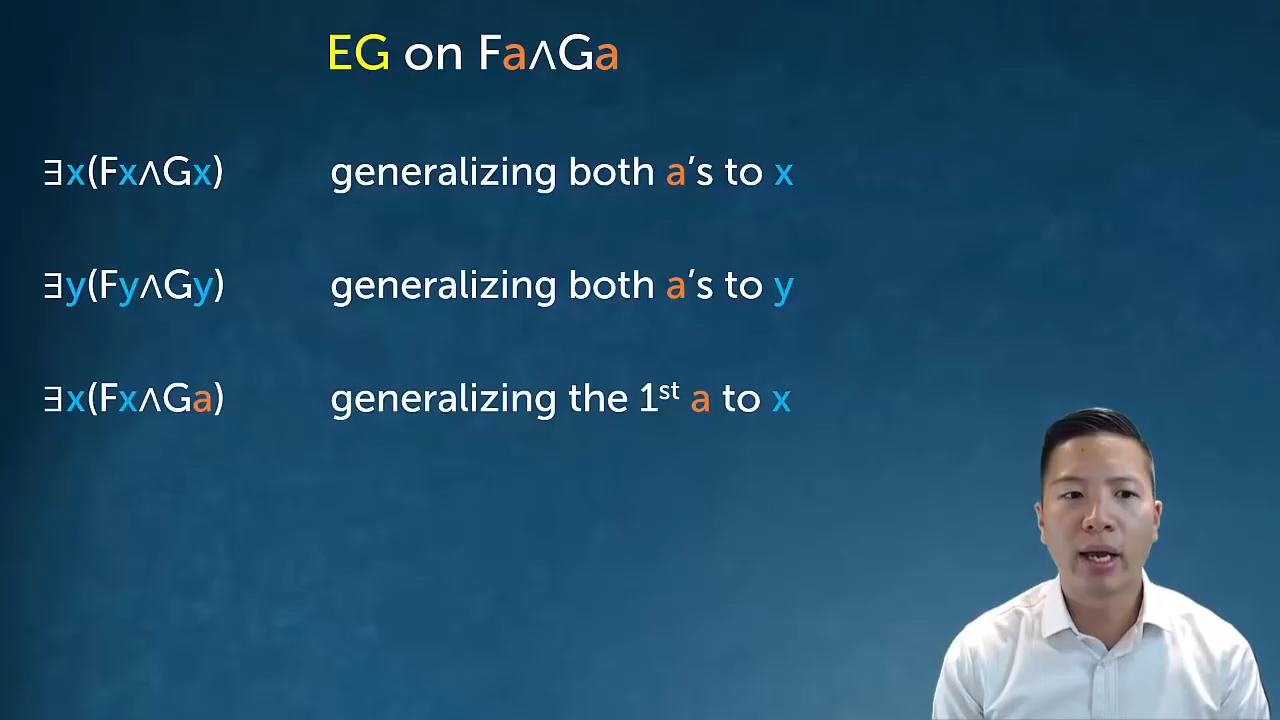 EG on Fa∧Ga
∃x(Fx∧Gx) generalizing both a's to x
∃y(Fy∧Gy) generalizing both a's to y
∃x(Fx∧Ga) generalizing the 1st a to x